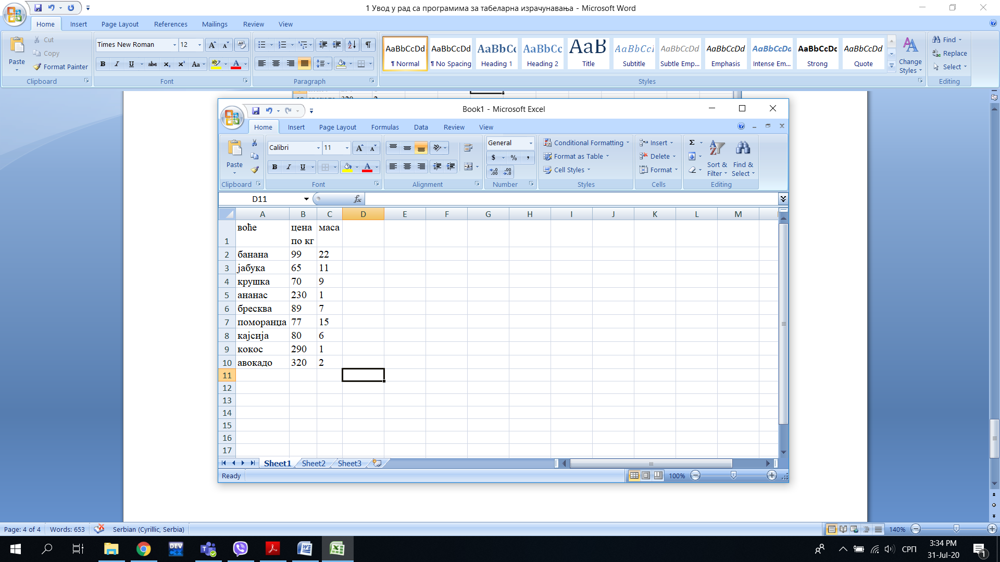 1 Увод у рад са програмима за табеларна израчунавања - Microsoft Word
Home Insert Page Layout References Mailings Review View
Paste
Cut
Copy
Format Painter
Clipboard
Times New Roman 12
Font
Paragraph
AaBbCcDd AaBbCcDd AaBbCc AaBbCc AaB AaBbCcI AaBbCcDd AaBbCcDd AaBbCcDd AaBbCcDc AaBbCcDd
¶ Normal ¶ No Spacing Heading 1 Heading 2 Title Subtitle Subtle Emp... Emphasis Intense Em... Strong Quote
Change Styles
Styles
Find
Replace
Select
Editing
Book1 - Microsoft Excel
Home Insert Page Layout Formulas Data Review View
Paste
Clipboard
Calibri 11
Font
Alignment
General
$ % ,
Number
Conditional Formatting
Format as Table
Cell Styles
Styles
Insert
Delete
Format
Cells
Σ
Sort & Filter
Find & Select
Editing
D11 fx
A B C D E F G H I J K L M
1 воће цена по кг маса
2 банана 99 22
3 јабука 65 11
4 крушка 70 9
5 ананас 230 1
6 бресква 89 7
7 поморанџа 77 15
8 кајсија 80 6
9 кокос 290 1
10 авокадо 320 2
11
12
13
14
15
16
17
Sheet1 Sheet2 Sheet3
Ready 100%
Page: 4 of 4 Words: 653 Serbian (Cyrillic, Serbia) 140%
DEV СРП 3:34 PM
31-Jul-20 1